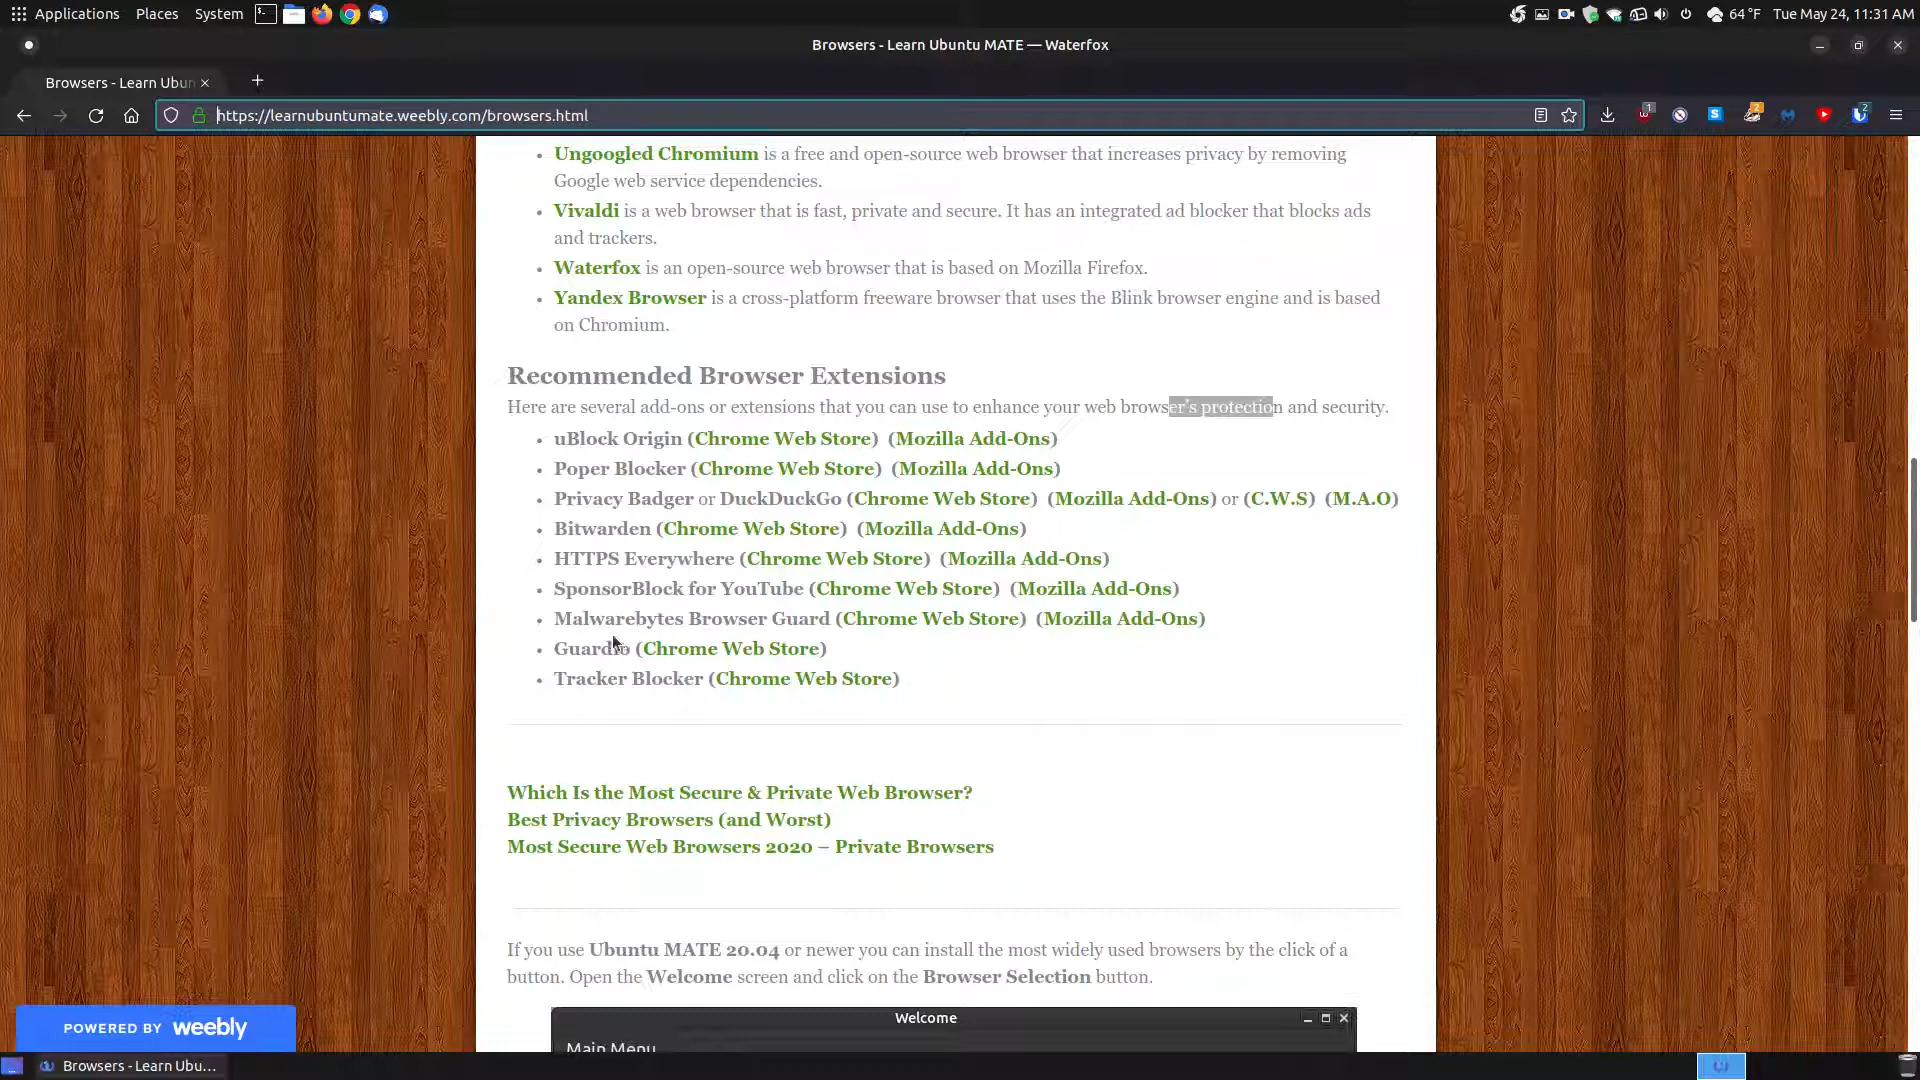 Applications Places System 64 °F Tue May 24, 11:31 AM
Browsers - Learn Ubuntu MATE — Waterfox
Browsers - Learn Ubun
https://learnubuntumate.weebly.com/browsers.html 1 2 2
Ungoogled Chromium is a free and open-source web browser that increases privacy by removing
Google web service dependencies.
Vivaldi is a web browser that is fast, private and secure. It has an integrated ad blocker that blocks ads
and trackers.
Waterfox is an open-source web browser that is based on Mozilla Firefox.
Yandex Browser is a cross-platform freeware browser that uses the Blink browser engine and is based
on Chromium.
Recommended Browser Extensions
Here are several add-ons or extensions that you can use to enhance your web browser's protection and security.
uBlock Origin (Chrome Web Store) (Mozilla Add-Ons)
Poper Blocker (Chrome Web Store) (Mozilla Add-Ons)
Privacy Badger or DuckDuckGo (Chrome Web Store) (Mozilla Add-Ons) or (C.W.S) (M.A.O)
Bitwarden (Chrome Web Store) (Mozilla Add-Ons)
HTTPS Everywhere (Chrome Web Store) (Mozilla Add-Ons)
SponsorBlock for YouTube (Chrome Web Store) (Mozilla Add-Ons)
Malwarebytes Browser Guard (Chrome Web Store) (Mozilla Add-Ons)
Guardio (Chrome Web Store)
Tracker Blocker (Chrome Web Store)
Which Is the Most Secure & Private Web Browser?
Best Privacy Browsers (and Worst)
Most Secure Web Browsers 2020 – Private Browsers
If you use Ubuntu MATE 20.04 or newer you can install the most widely used browsers by the click of a
button. Open the Welcome screen and click on the Browser Selection button.
Welcome
Main Menu
POWERED BY weebly
Browsers - Learn Ubu...